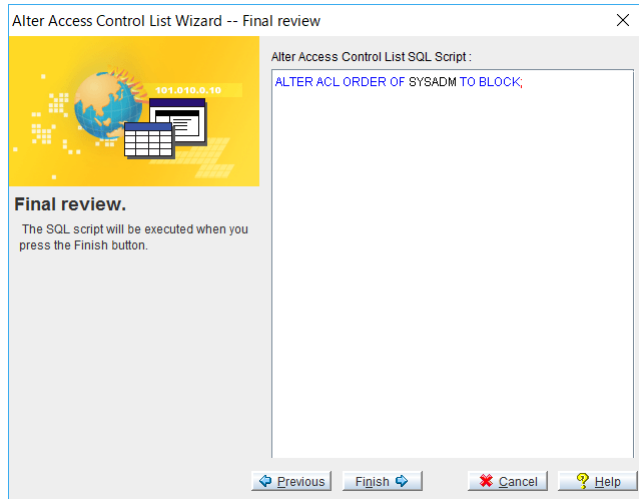 Alter Access Control List Wizard -- Final review
101.010.0.10
Alter Access Control List SQL Script :
ALTER ACL ORDER OF SYSADM TO BLOCK;
Final review.
The SQL script will be executed when you
press the Finish button.
Previous
Finish
Cancel
Help